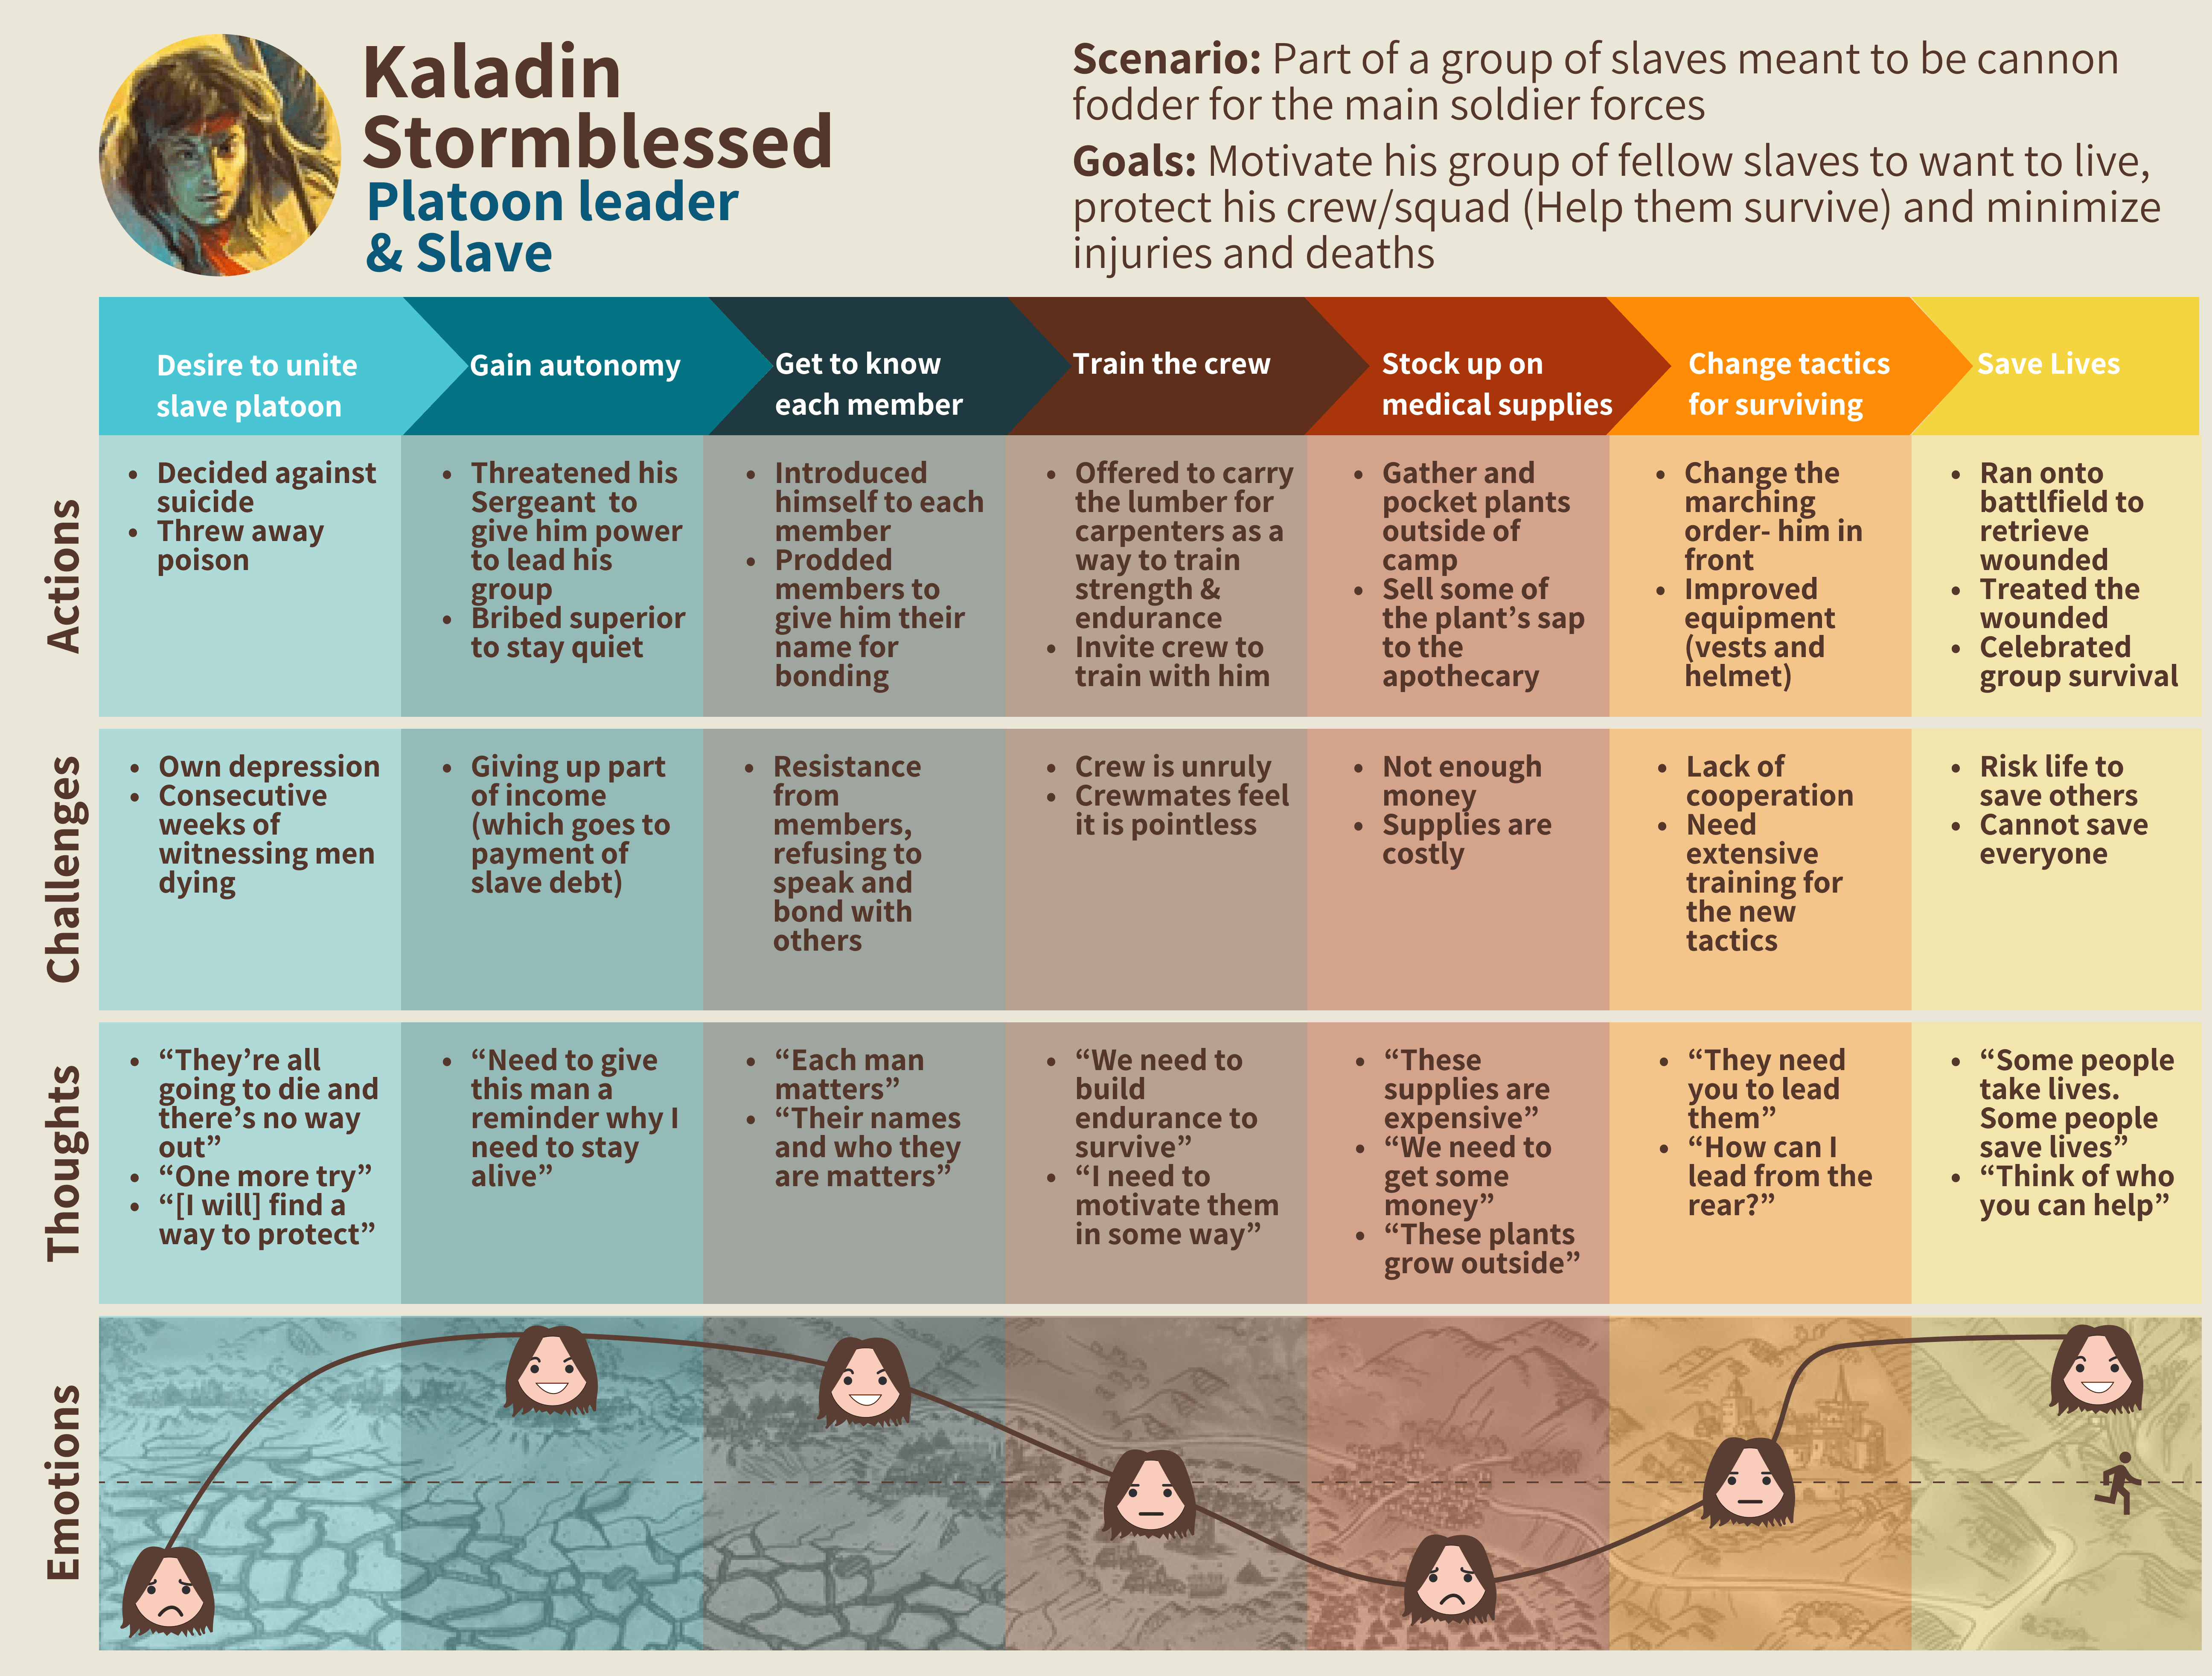 Kaladin
Stormblessed
Platoon leader
& Slave
Scenario: Part of a group of slaves meant to be cannon
fodder for the main soldier forces
Goals: Motivate his group of fellow slaves to want to live,
protect his crew/squad (Help them survive) and minimize
injuries and deaths
Desire to unite
slave platoon
Gain autonomy
Get to know
each member
Train the crew
Stock up on
medical supplies
Change tactics
for surviving
Save Lives
Actions
• Decided against
suicide
• Threw away
poison
• Threatened his
Sergeant  to
give him power
to lead his
group
• Bribed superior
to stay quiet
• Introduced
himself to each
member
• Prodded
members to
give him their
name for
bonding
• Offered to carry
the lumber for
carpenters as a
way to train
strength &
endurance
• Invite crew to
train with him
• Gather and
pocket plants
outside of
camp
• Sell some of
the plant’s sap
to the
apothecary
• Change the
marching
order- him in
front
• Improved
equipment
(vests and
helmet)
• Ran onto
battlfield to
retrieve
wounded
• Treated the
wounded
• Celebrated
group survival
Challenges
• Own depression
• Consecutive
weeks of
witnessing men
dying
• Giving up part
of income
(which goes to
payment of
slave debt)
• Resistance
from
members,
refusing to
speak and
bond with
others
• Crew is unruly
• Crewmates feel
it is pointless
• Not enough
money
• Supplies are
costly
• Lack of
cooperation
• Need
extensive
training for
the new
tactics
• Risk life to
save others
• Cannot save
everyone
Thoughts
• “They’re all
going to die and
there’s no way
out”
• “One more try”
• “[I will] find a
way to protect”
• “Need to give
this man a
reminder why I
need to stay
alive”
• “Each man
matters”
• “Their names
and who they
are matters”
• “We need to
build
endurance to
survive”
• “I need to
motivate them
in some way”
• “These
supplies are
expensive”
• “We need to
get some
money”
• “These plants
grow outside”
• “They need
you to lead
them”
• “How can I
lead from the
rear?”
• “Some people
take lives.
Some people
save lives”
• “Think of who
you can help”
Emotions